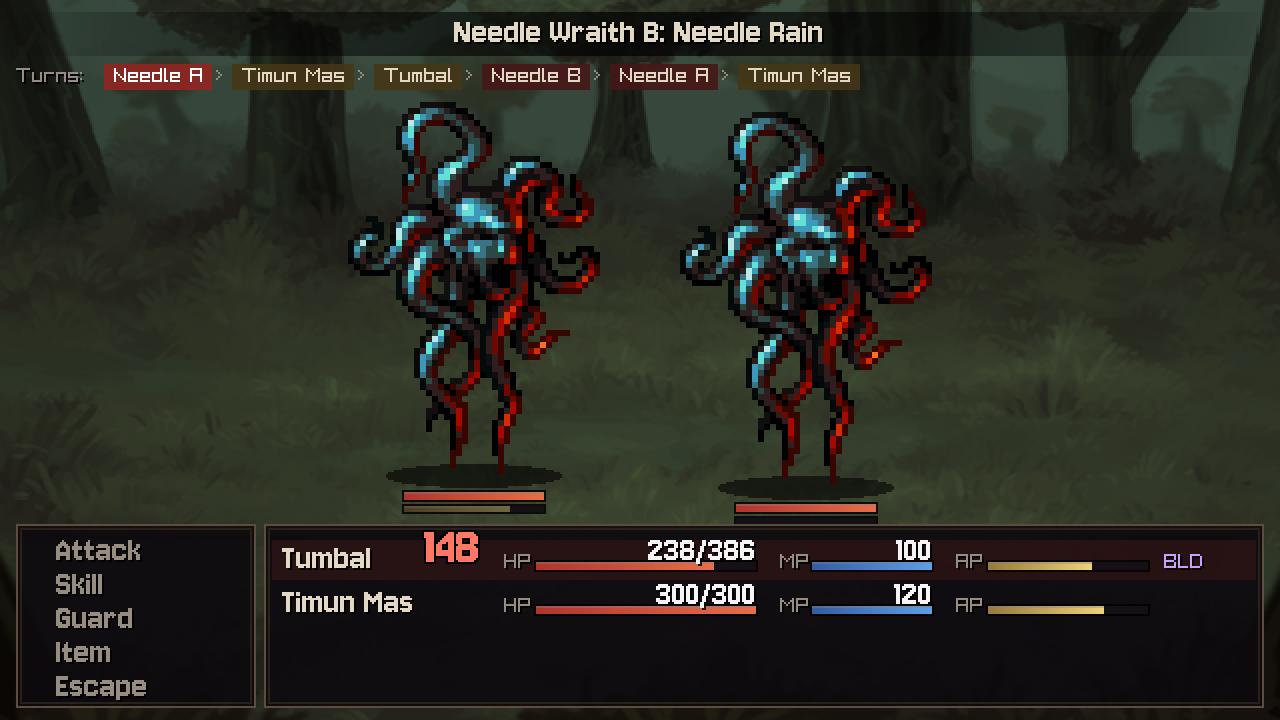 Needle Wraith B: Needle Rain
Turns: Needle A > Timun Mas > Tumbal > Needle B > Needle A > Timun Mas
Attack
Skill
Guard
Item
Escape
Tumbal 148 HP 238/386 MP 100 AP BLD
Timun Mas HP 300/300 MP 120 AP